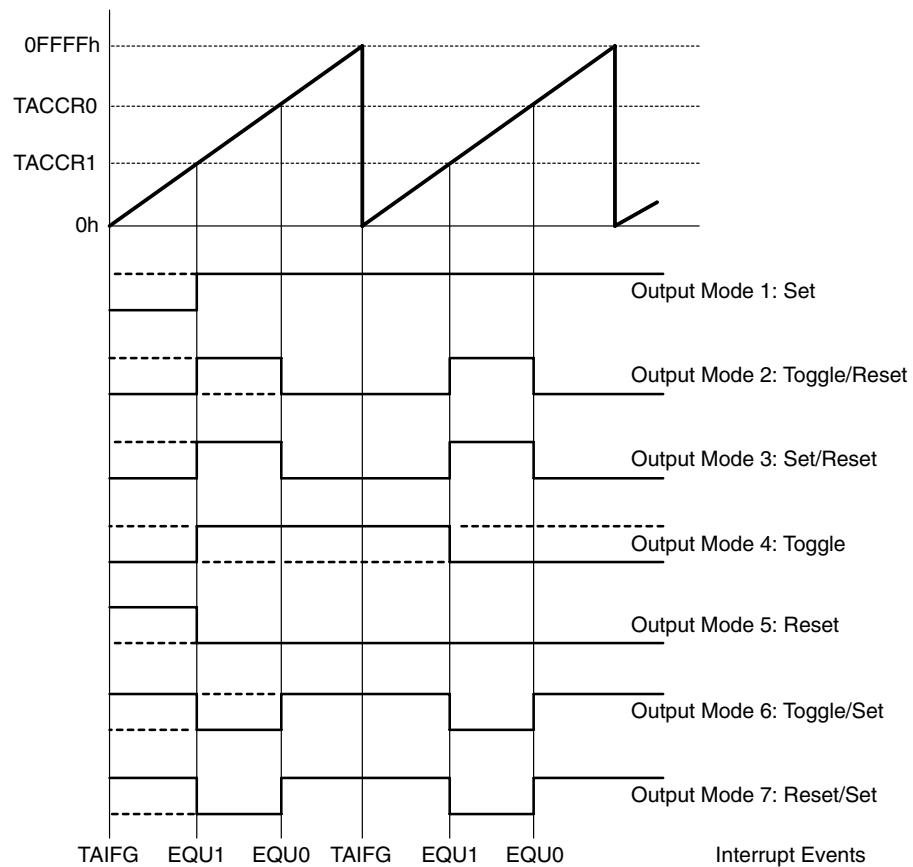 0FFFFh
TACCR0
TACCR1
0h
Output Mode 1: Set
Output Mode 2: Toggle/Reset
Output Mode 3: Set/Reset
Output Mode 4: Toggle
Output Mode 5: Reset
Output Mode 6: Toggle/Set
Output Mode 7: Reset/Set
TAIFG EQU1 EQU0 TAIFG EQU1 EQU0 Interrupt Events